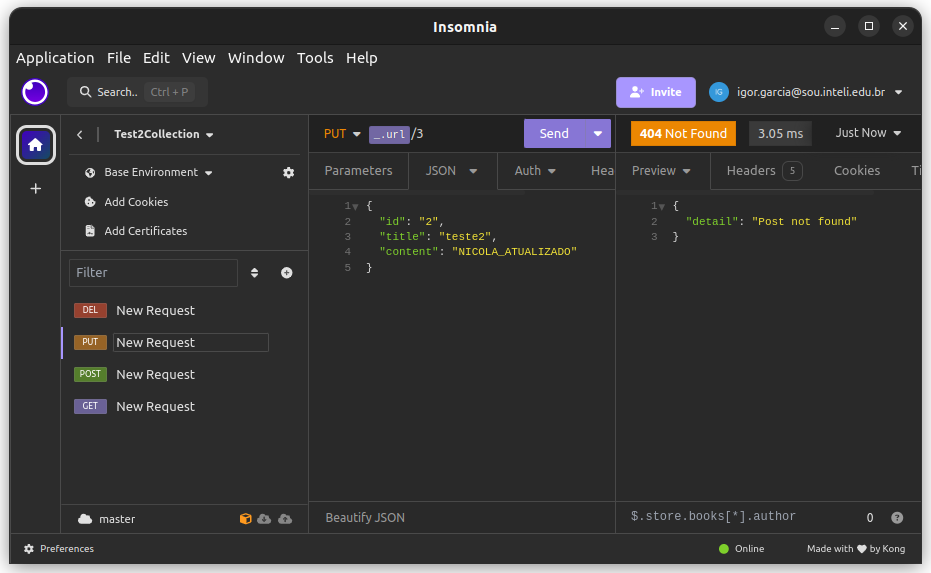 Insomnia
Application File Edit View Window Tools Help
Search.. Ctrl + P
Invite
IG
igor.garcia@sou.inteli.edu.br
Test2Collection
Base Environment
Add Cookies
Add Certificates
Filter
DEL New Request
PUT New Request
POST New Request
GET New Request
master
PUT _.url/3
Send
Parameters JSON Auth Hea
1 {
2 "id": "2",
3 "title": "teste2",
4 "content": "NICOLA_ATUALIZADO"
5 }
Beautify JSON
404 Not Found 3.05 ms Just Now
Preview Headers 5 Cookies Ti
1 {
2 "detail": "Post not found"
3 }
$.store.books[*].author 0 ?
Preferences
Online
Made with ❤ by Kong